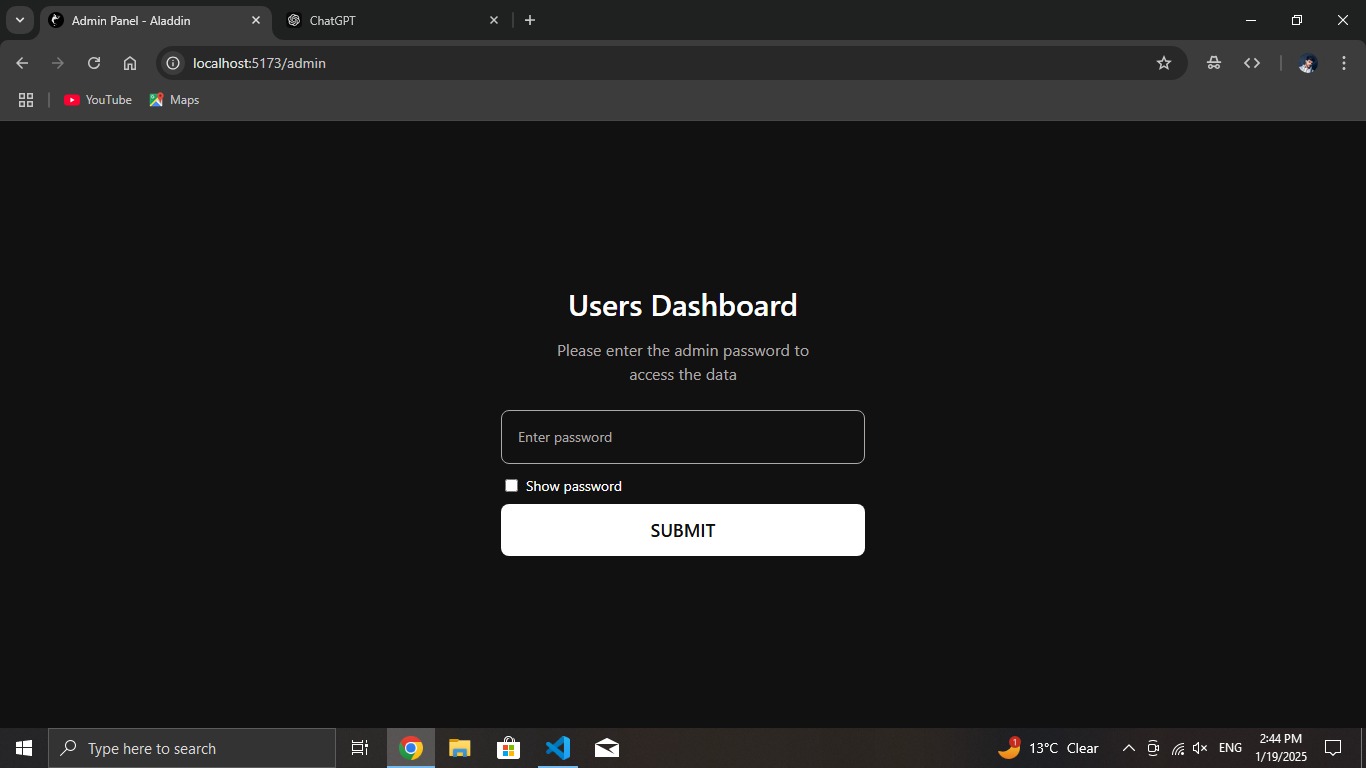 Admin Panel - Aladdin
ChatGPT
localhost:5173/admin
YouTube
Maps
Users Dashboard
Please enter the admin password to
access the data
Enter password
Show password
SUBMIT
Type here to search
1
13°C Clear
ENG
2:44 PM
1/19/2025